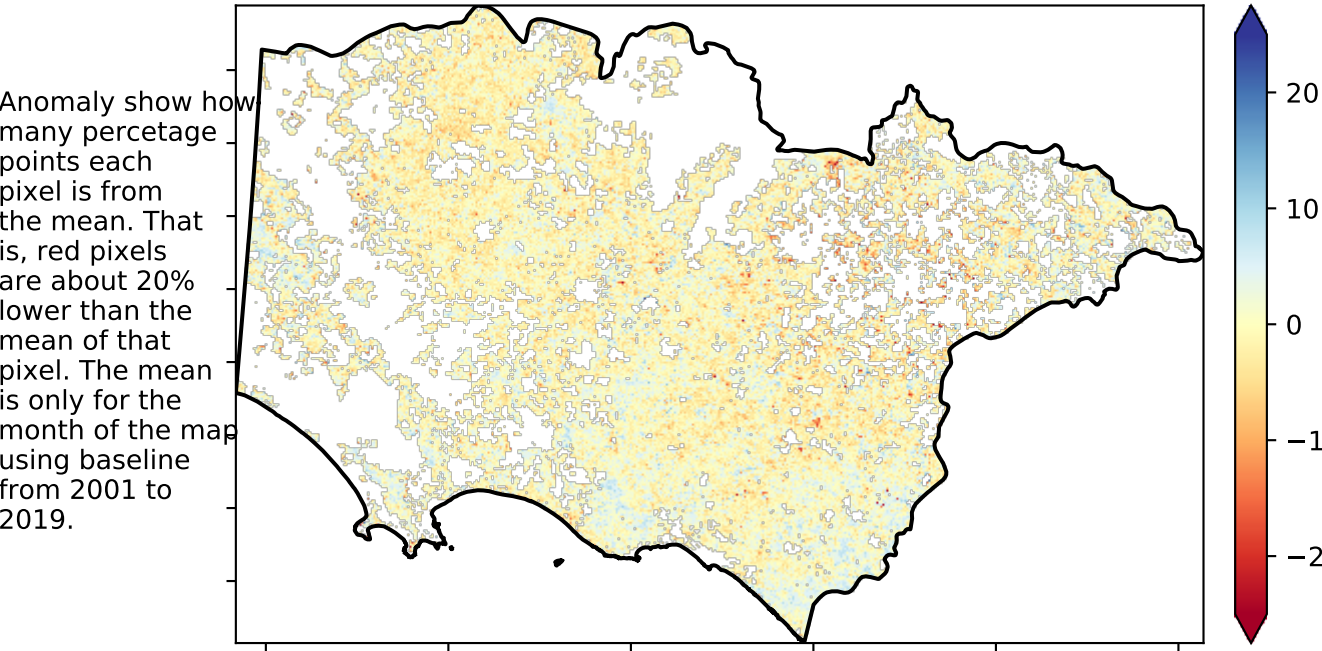 Anomaly show how
many percetage
points each
pixel is from
the mean. That
is, red pixels
are about 20%
lower than the
mean of that
pixel. The mean
is only for the
month of the map
using baseline
from 2001 to
2019.
20
10
0
−1
−2